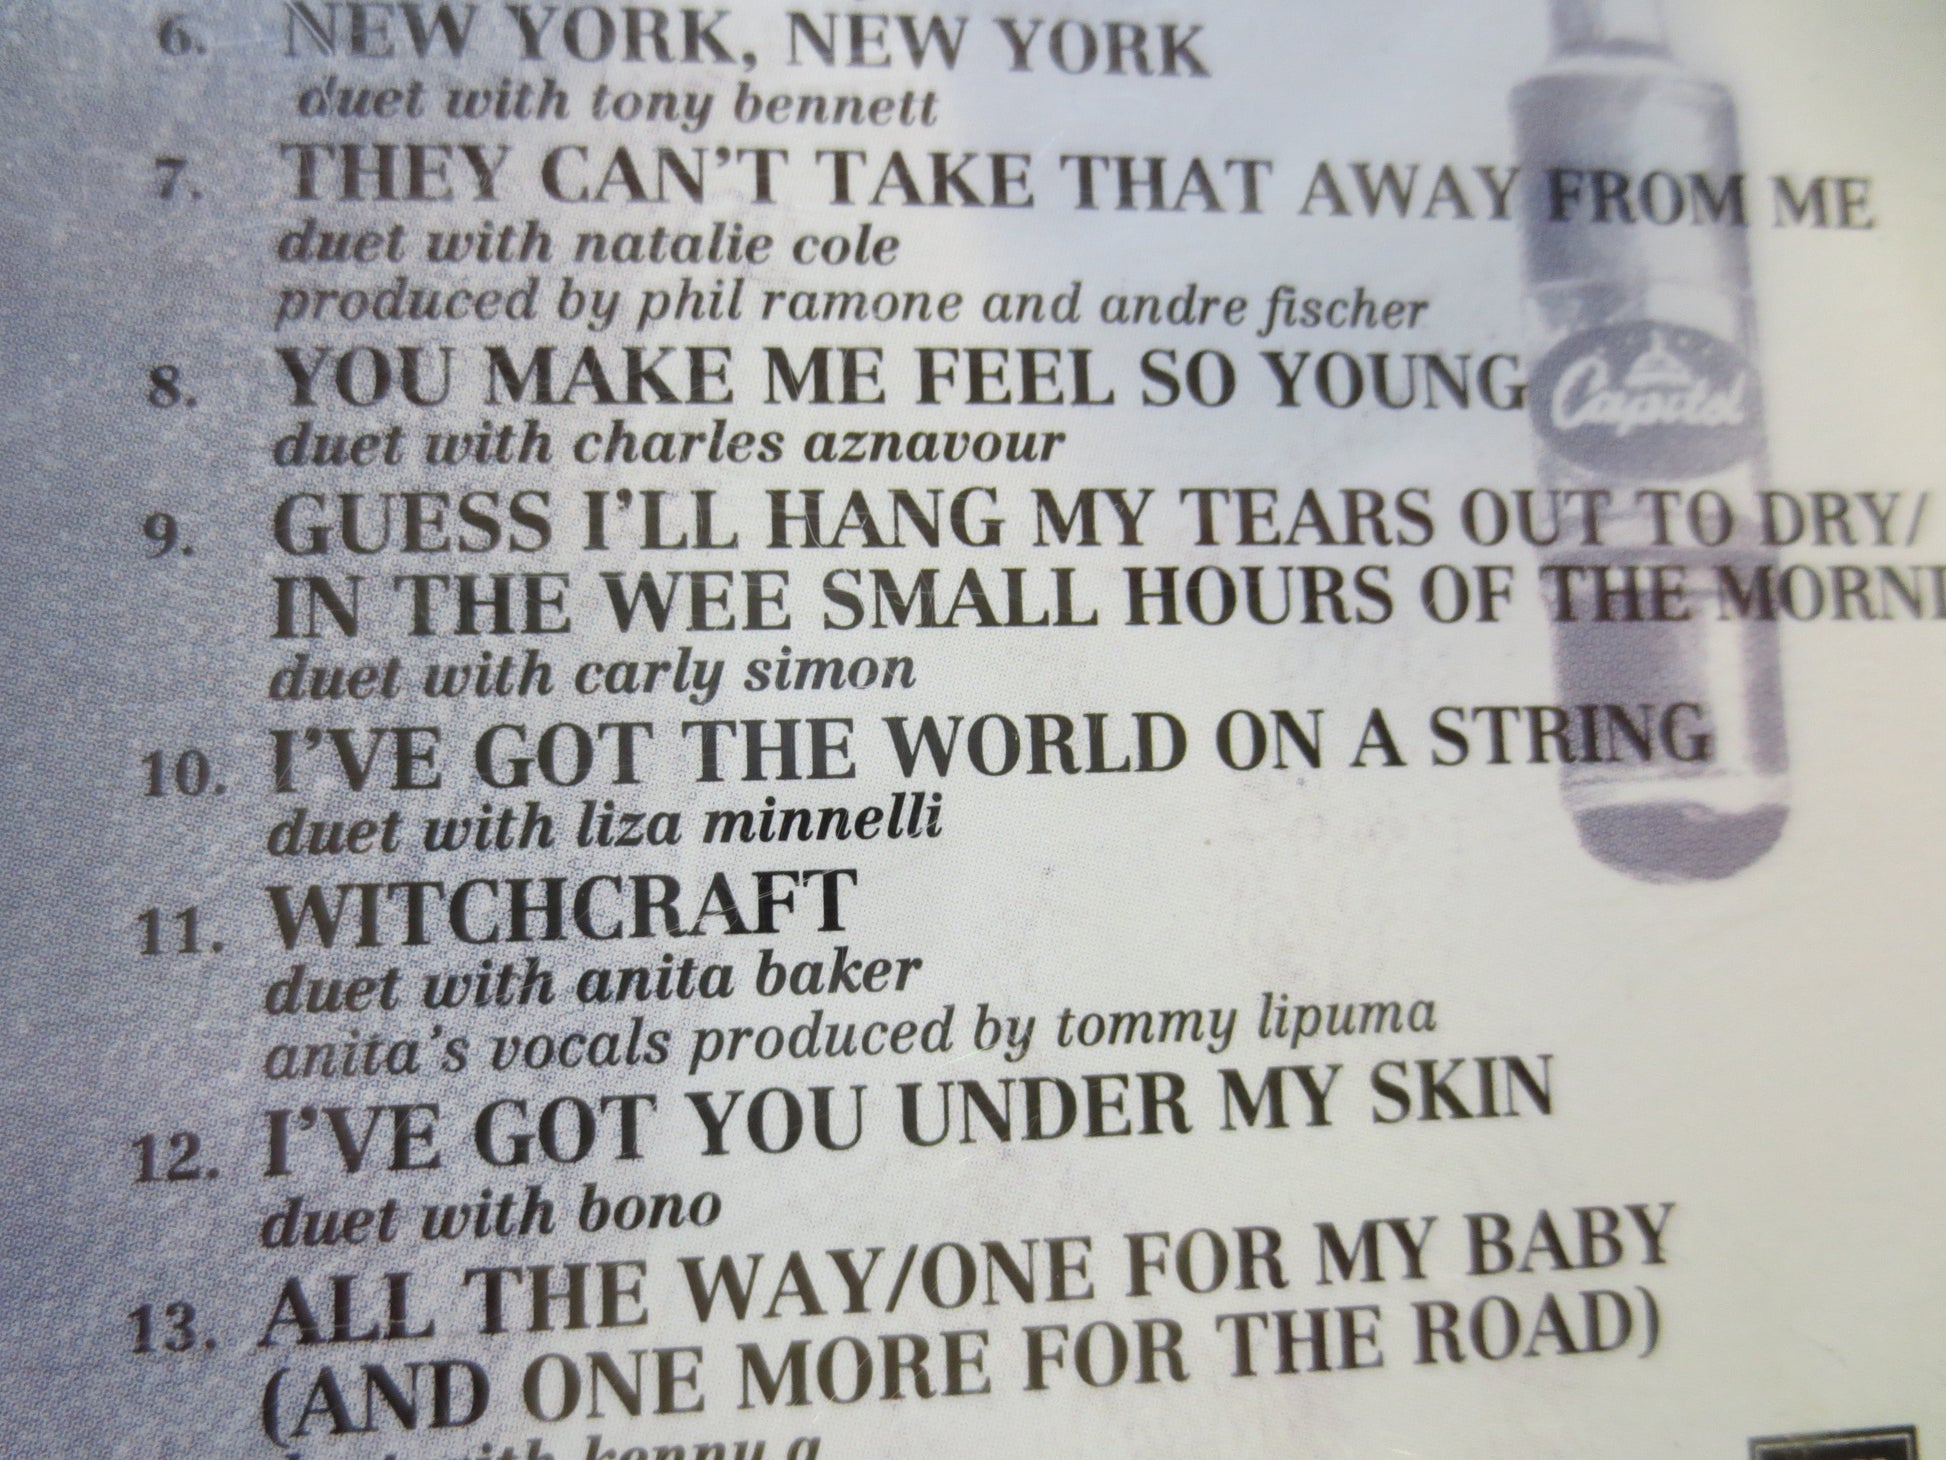 6. NEW YORK, NEW YORK
duet with tony bennett
7. THEY CAN'T TAKE THAT AWAY FROM ME
duet with natalie cole
produced by phil ramone and andre fischer
8. YOU MAKE ME FEEL SO YOUNG
duet with charles aznavour
Capitol
9. GUESS I'LL HANG MY TEARS OUT TO DRY/
IN THE WEE SMALL HOURS OF THE MORNI
duet with carly simon
10. I'VE GOT THE WORLD ON A STRING
duet with liza minnelli
11. WITCHCRAFT
duet with anita baker
anita's vocals produced by tommy lipuma
12. I'VE GOT YOU UNDER MY SKIN
duet with bono
13. ALL THE WAY/ONE FOR MY BABY
(AND ONE MORE FOR THE ROAD)
duet with kenny g